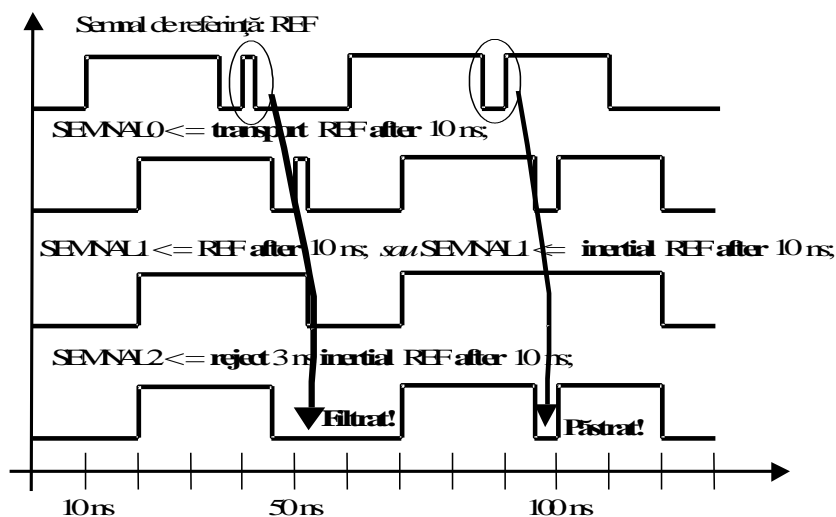 Semnal de referinţă: REF
SEMNAL0<= transport REF after 10 ns;
SEMNAL1<= REF after 10 ns; sau SEMNAL1<= inertial REF after 10 ns;
SEMNAL2<= reject 3 ns inertial REF after 10 ns;
Filtrat!
Păstrat!
10 ns
50 ns
100 ns